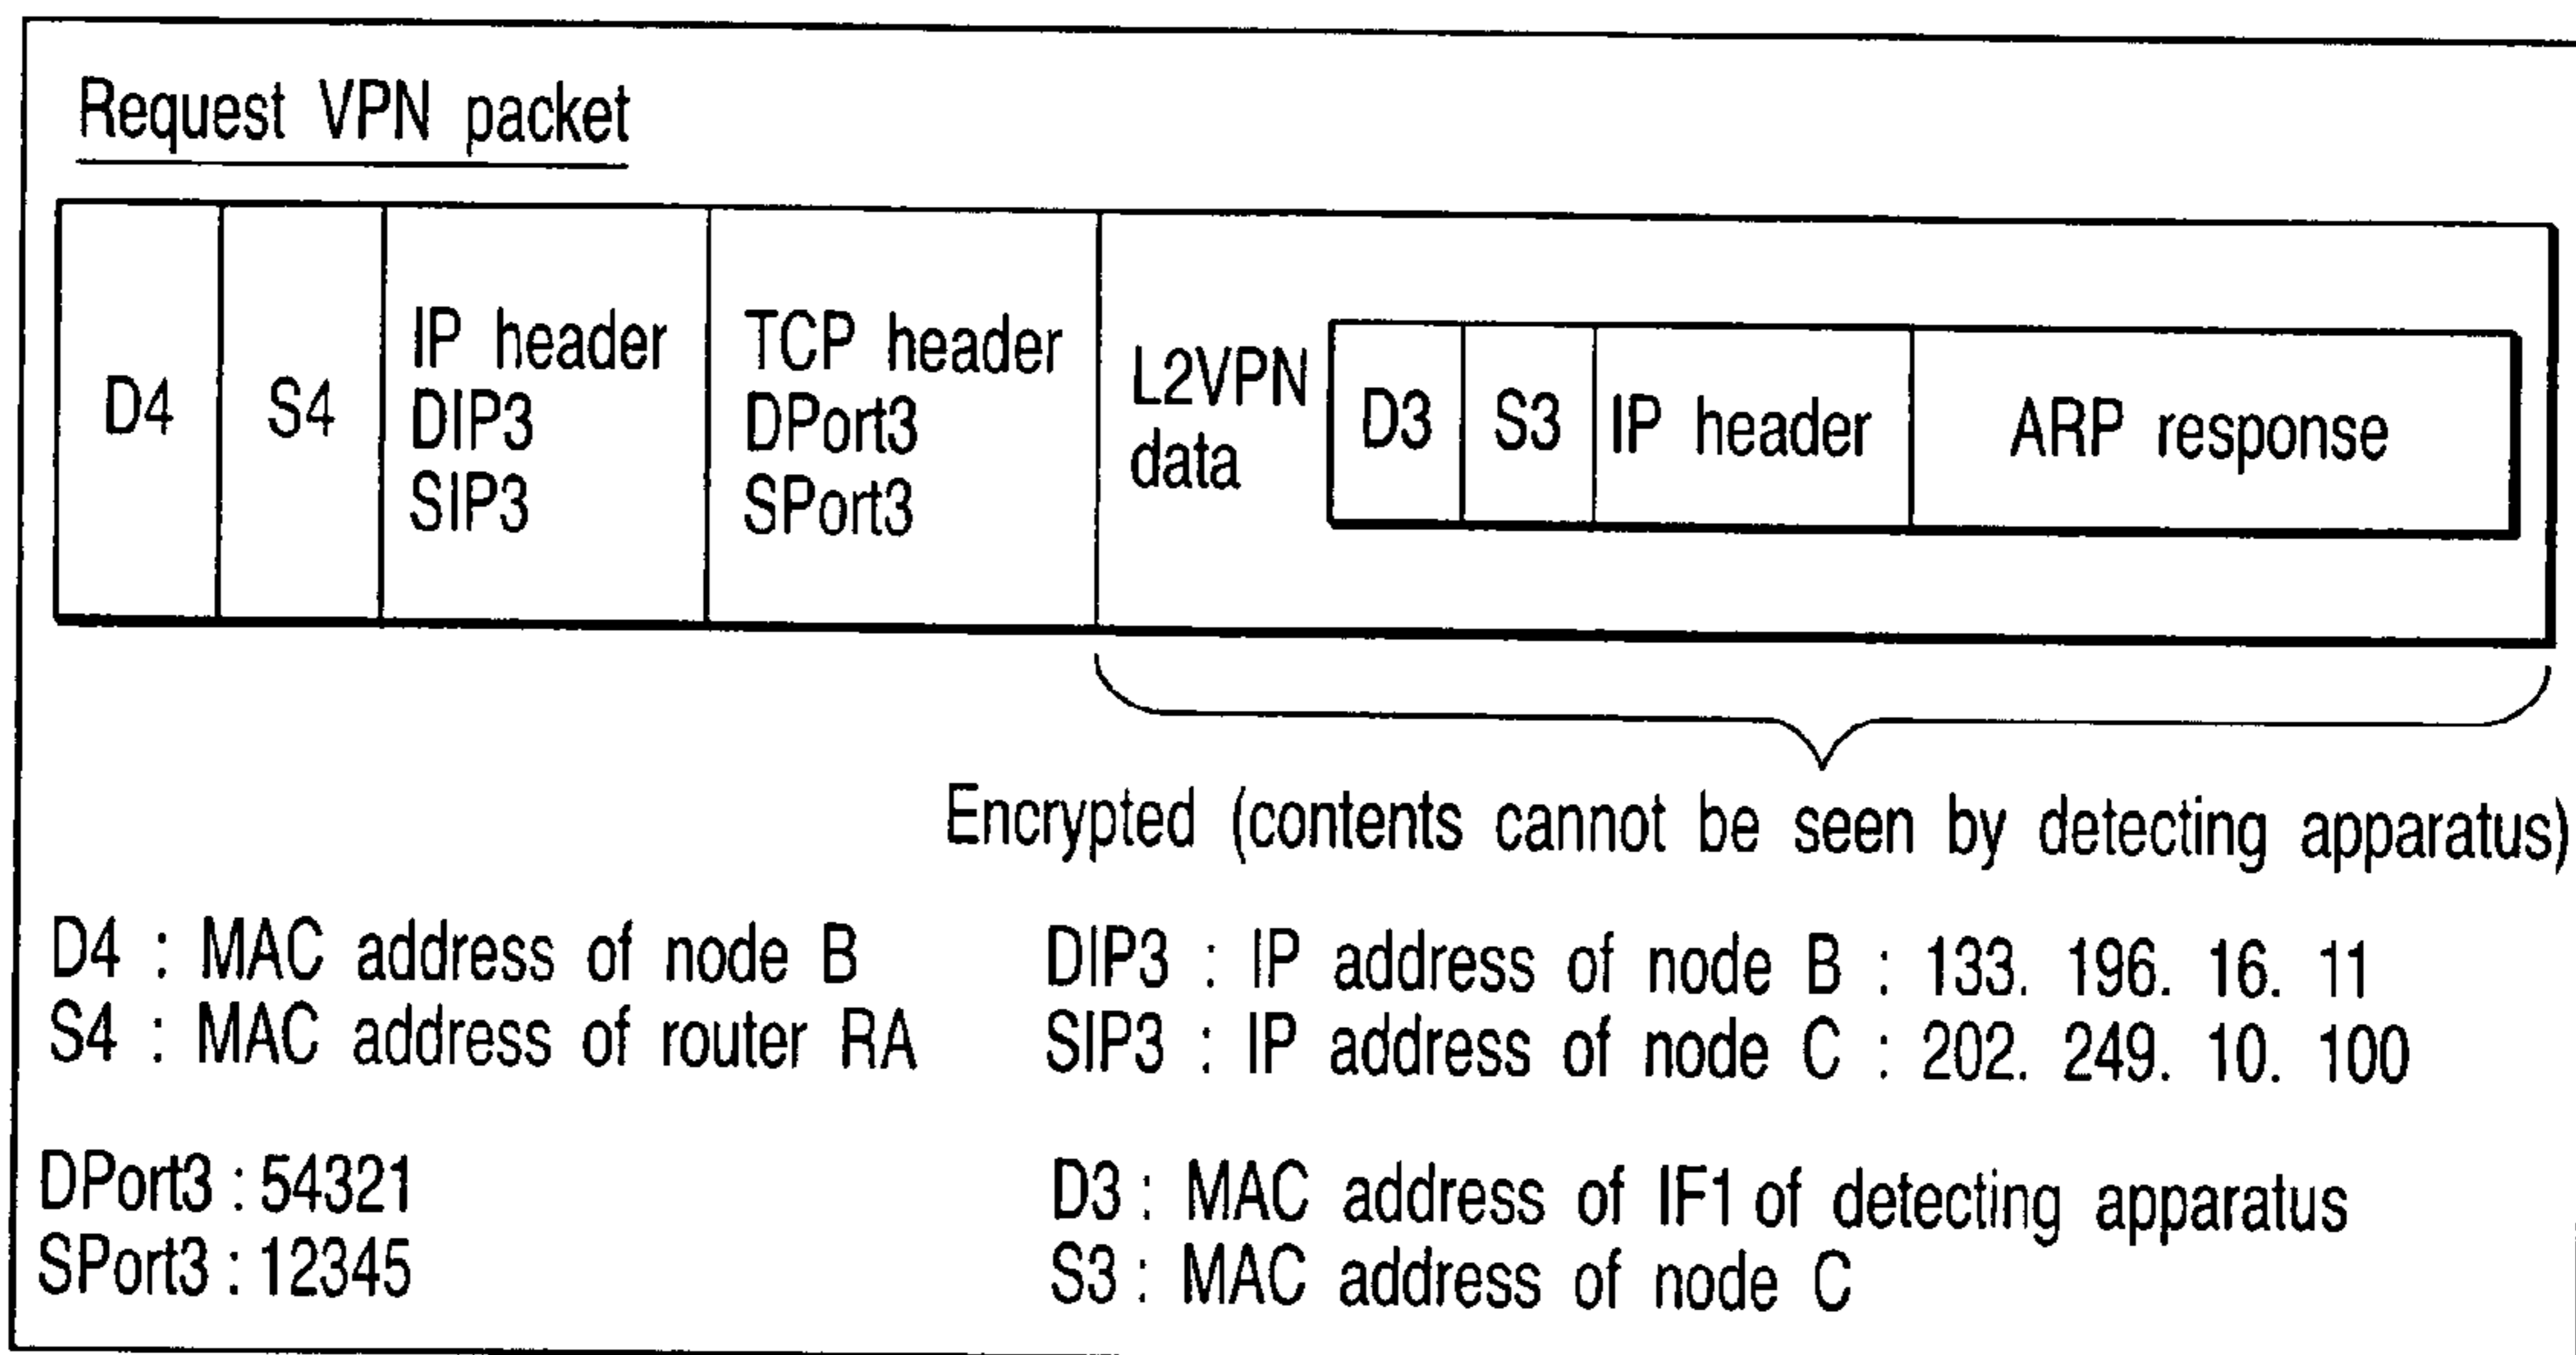 Request VPN packet
D4
S4
IP header
DIP3
SIP3
TCP header
DPort3
SPort3
L2VPN
data
D3
S3
IP header
ARP response
Encrypted (contents cannot be seen by detecting apparatus)
D4 : MAC address of node B
S4 : MAC address of router RA
DIP3 : IP address of node B : 133. 196. 16. 11
SIP3 : IP address of node C : 202. 249. 10. 100
DPort3 : 54321
SPort3 : 12345
D3 : MAC address of IF1 of detecting apparatus
S3 : MAC address of node C